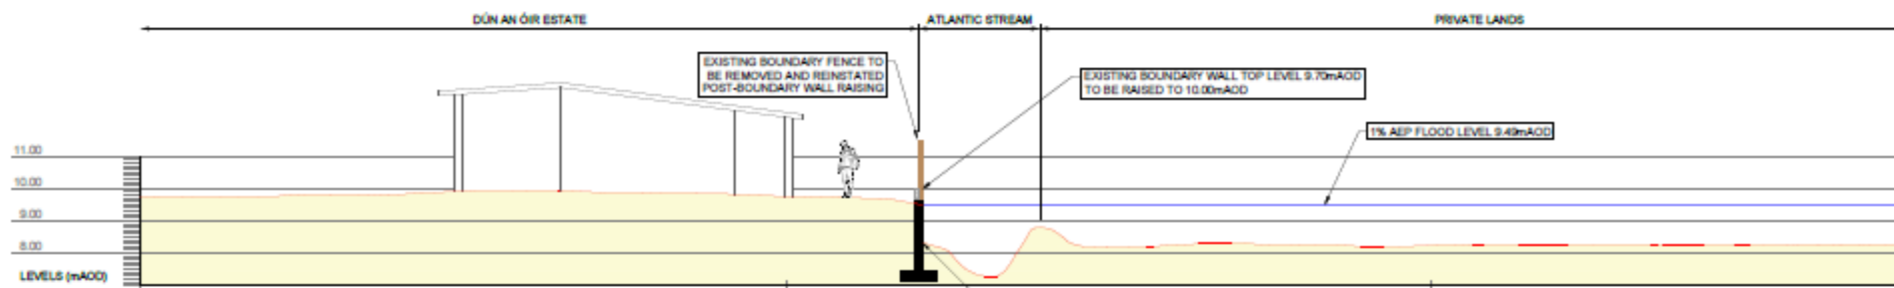 DÚN AN ÓIR ESTATE
ATLANTIC STREAM
PRIVATE LANDS
EXISTING BOUNDARY FENCE TO
BE REMOVED AND REINSTATED
POST-BOUNDARY WALL RAISING
EXISTING BOUNDARY WALL TOP LEVEL 9.70mAOD
TO BE RAISED TO 10.00mAOD
1% AEP FLOOD LEVEL 9.49mAOD
11.00
10.00
9.00
8.00
LEVELS (mAOD)